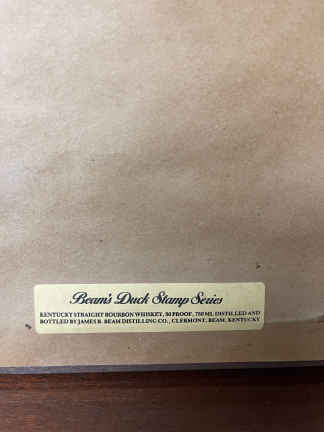 Beam's Duck Stamp Series
KENTUCKY STRAIGHT BOURBON WHISKEY, 80 PROOF, 750 ML DISTILLED AND
BOTTLED BY JAMES B. BEAM DISTILLING CO., CLERMONT, BEAM, KENTUCKY